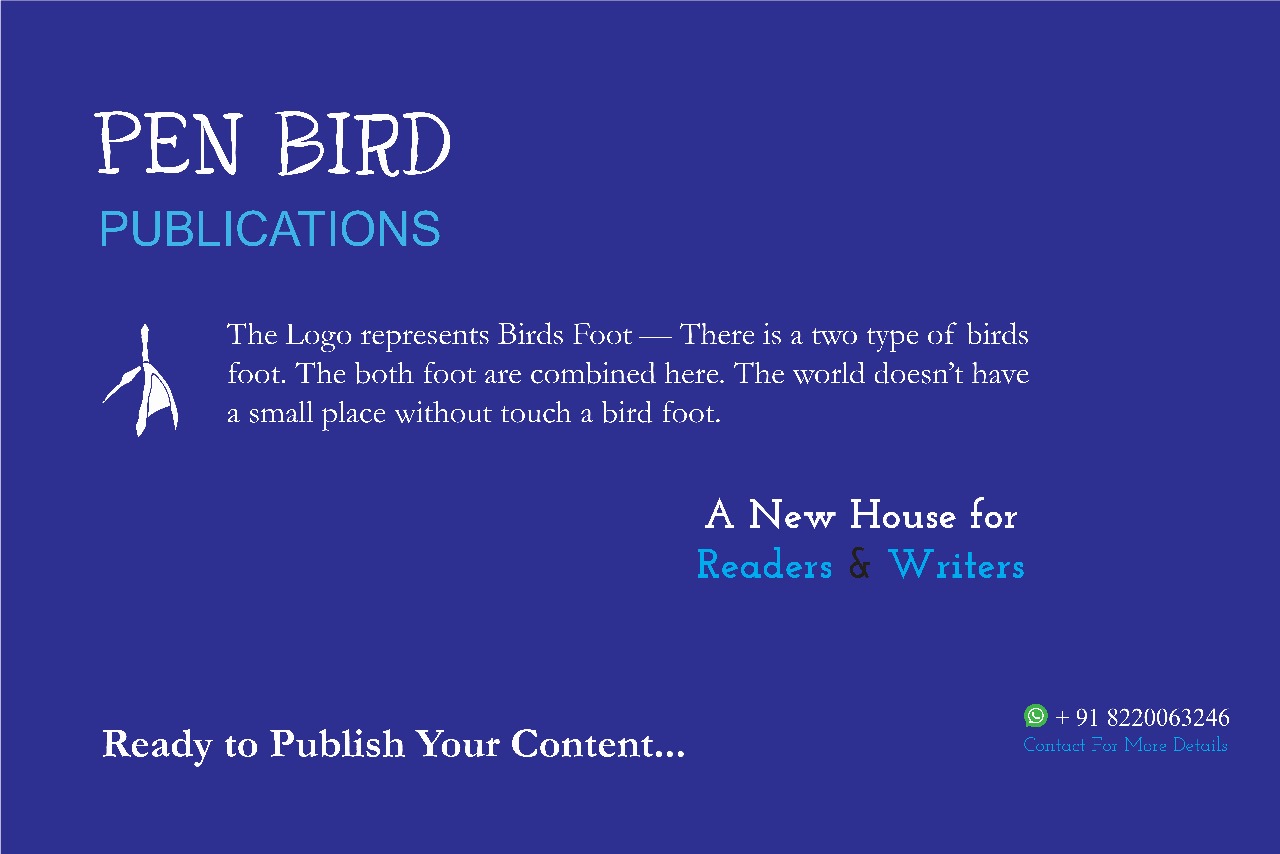 PEN BIRD
PUBLICATIONS
The Logo represents Birds Foot — There is a two type of birds
foot. The both foot are combined here. The world doesn't have
a small place without touch a bird foot.
A New House for
Readers & Writers
Ready to Publish Your Content...
+ 91 8220063246
Contact For More Details